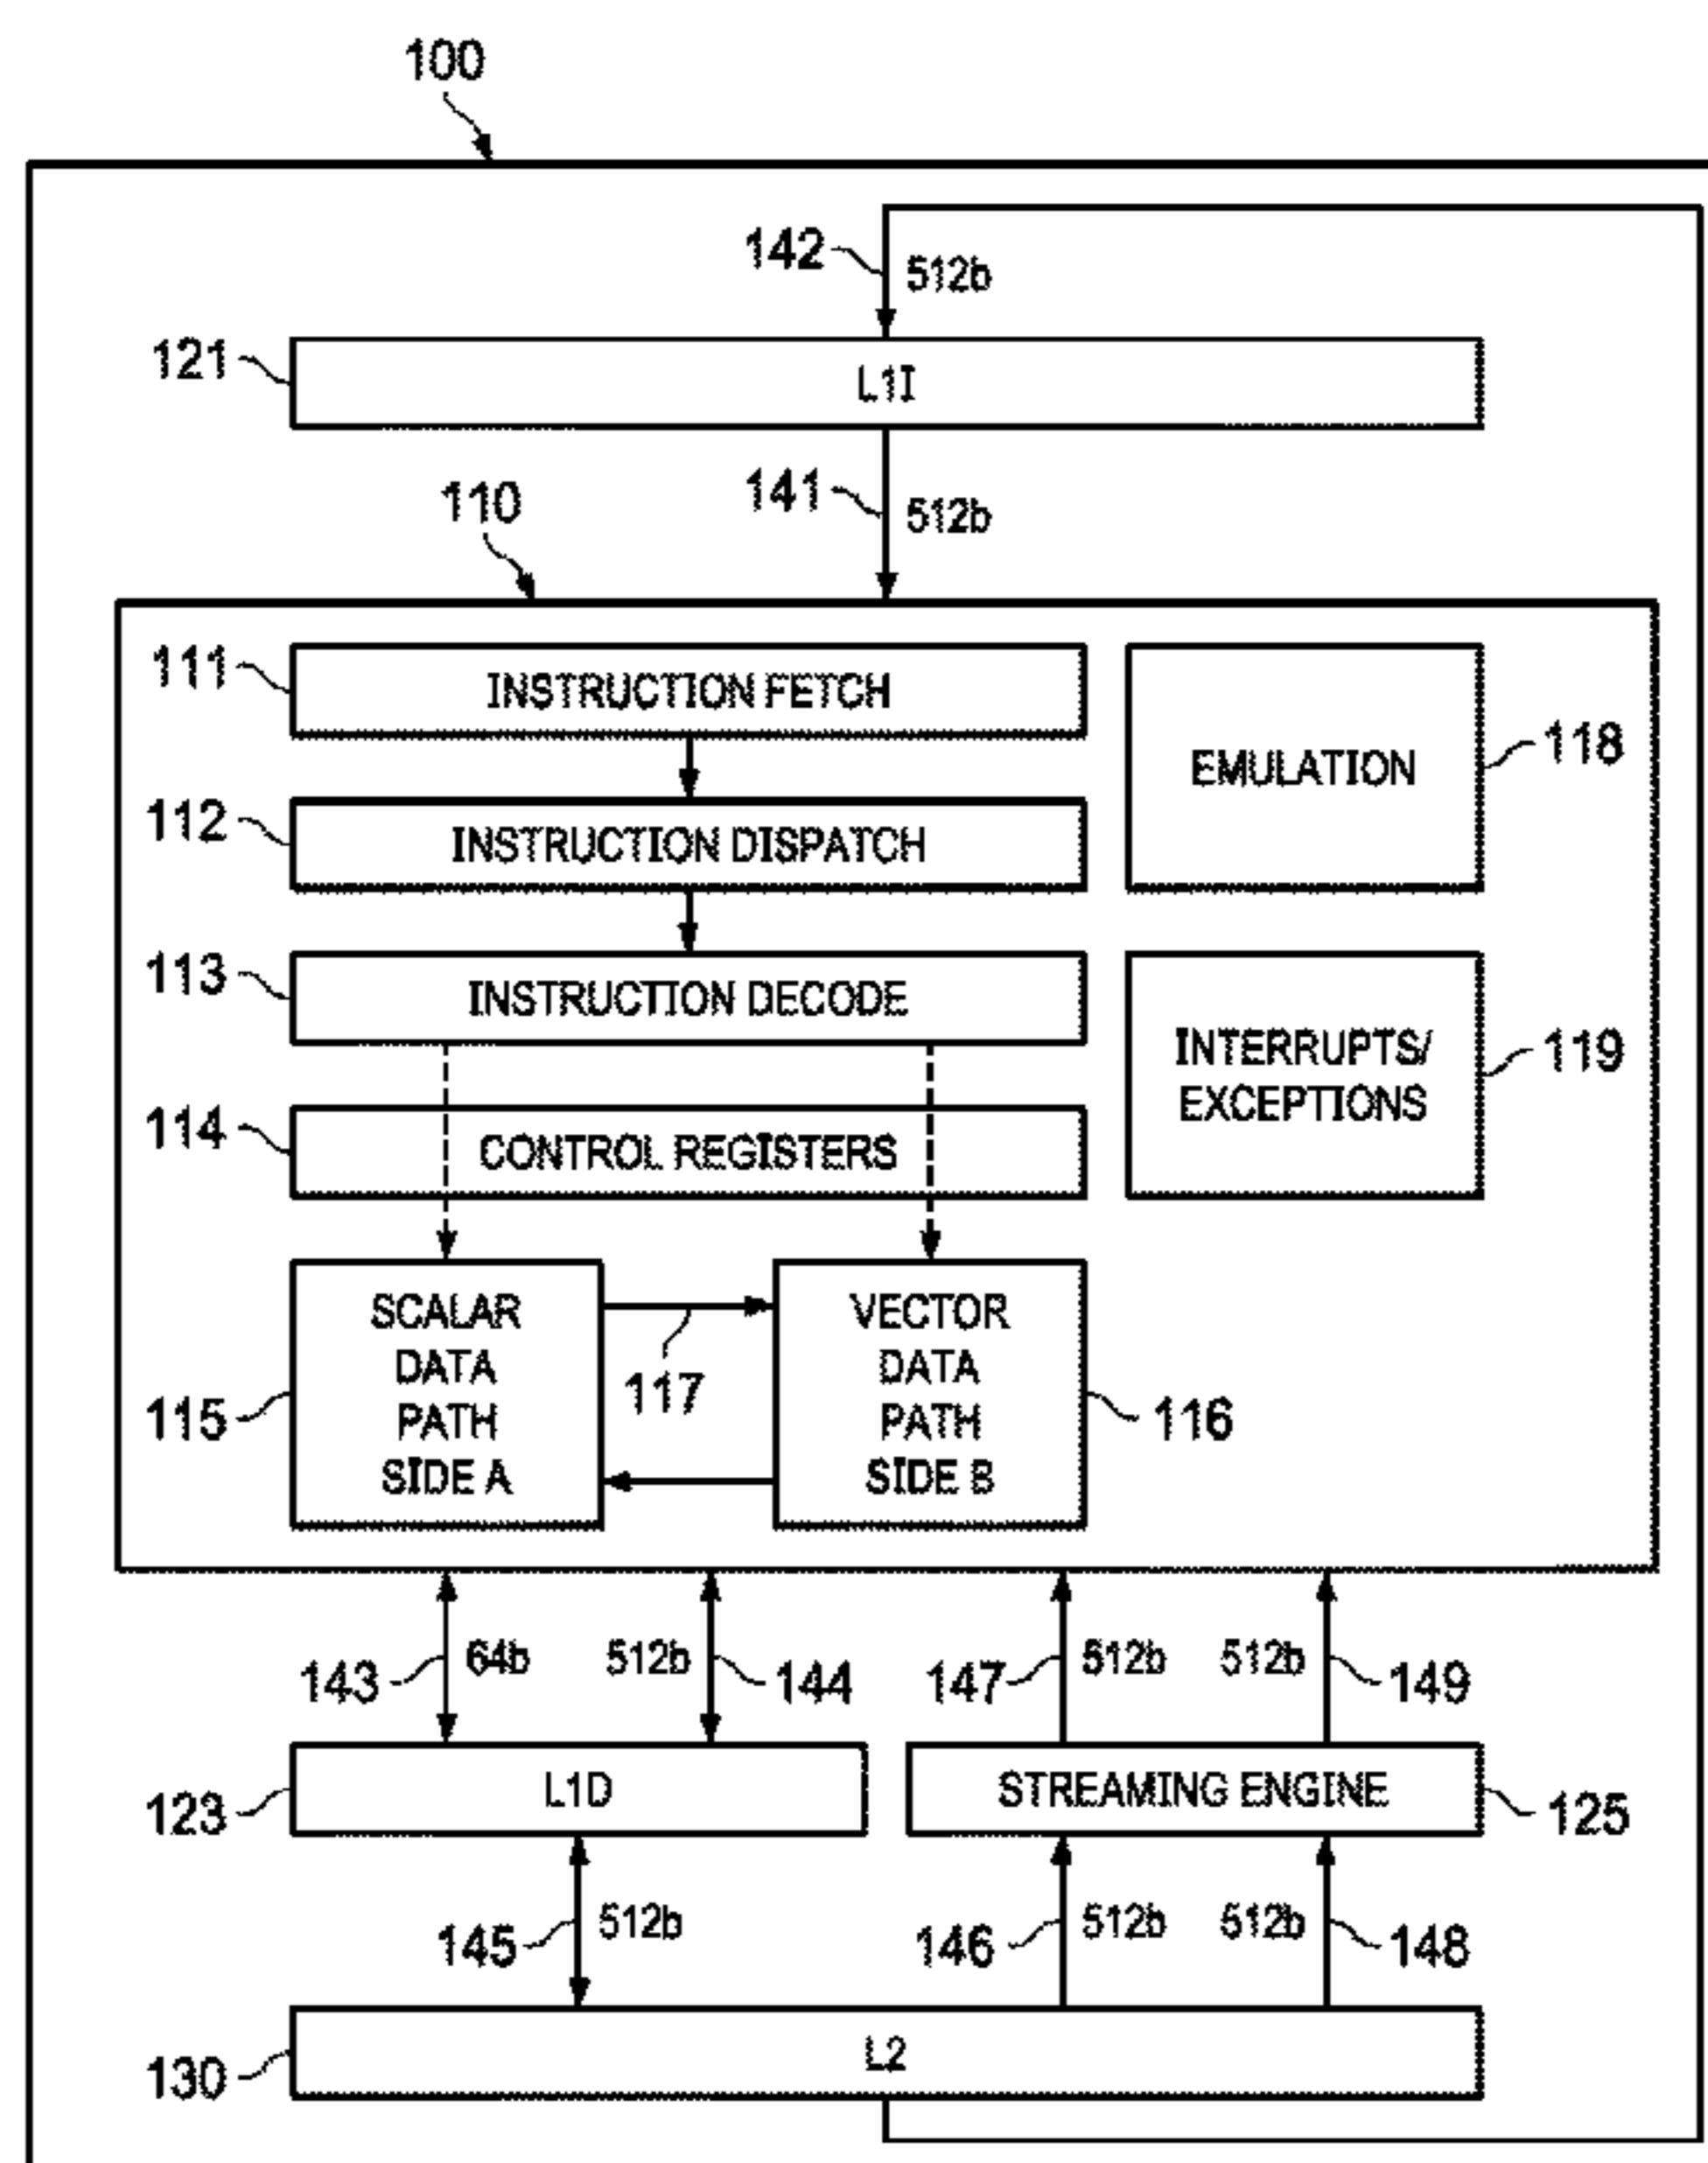 100
142
512b
121
L1I
141
512b
110
111
INSTRUCTION FETCH
118
EMULATION
112
INSTRUCTION DISPATCH
113
INSTRUCTION DECODE
119
INTERRUPTS/
EXCEPTIONS
114
CONTROL REGISTERS
115
SCALAR
DATA
PATH
SIDE A
117
VECTOR
DATA
PATH
SIDE B
116
143
64b
512b
144
147
512b
512b
149
123
L1D
STREAMING ENGINE
125
145
512b
146
512b
512b
148
130
L2